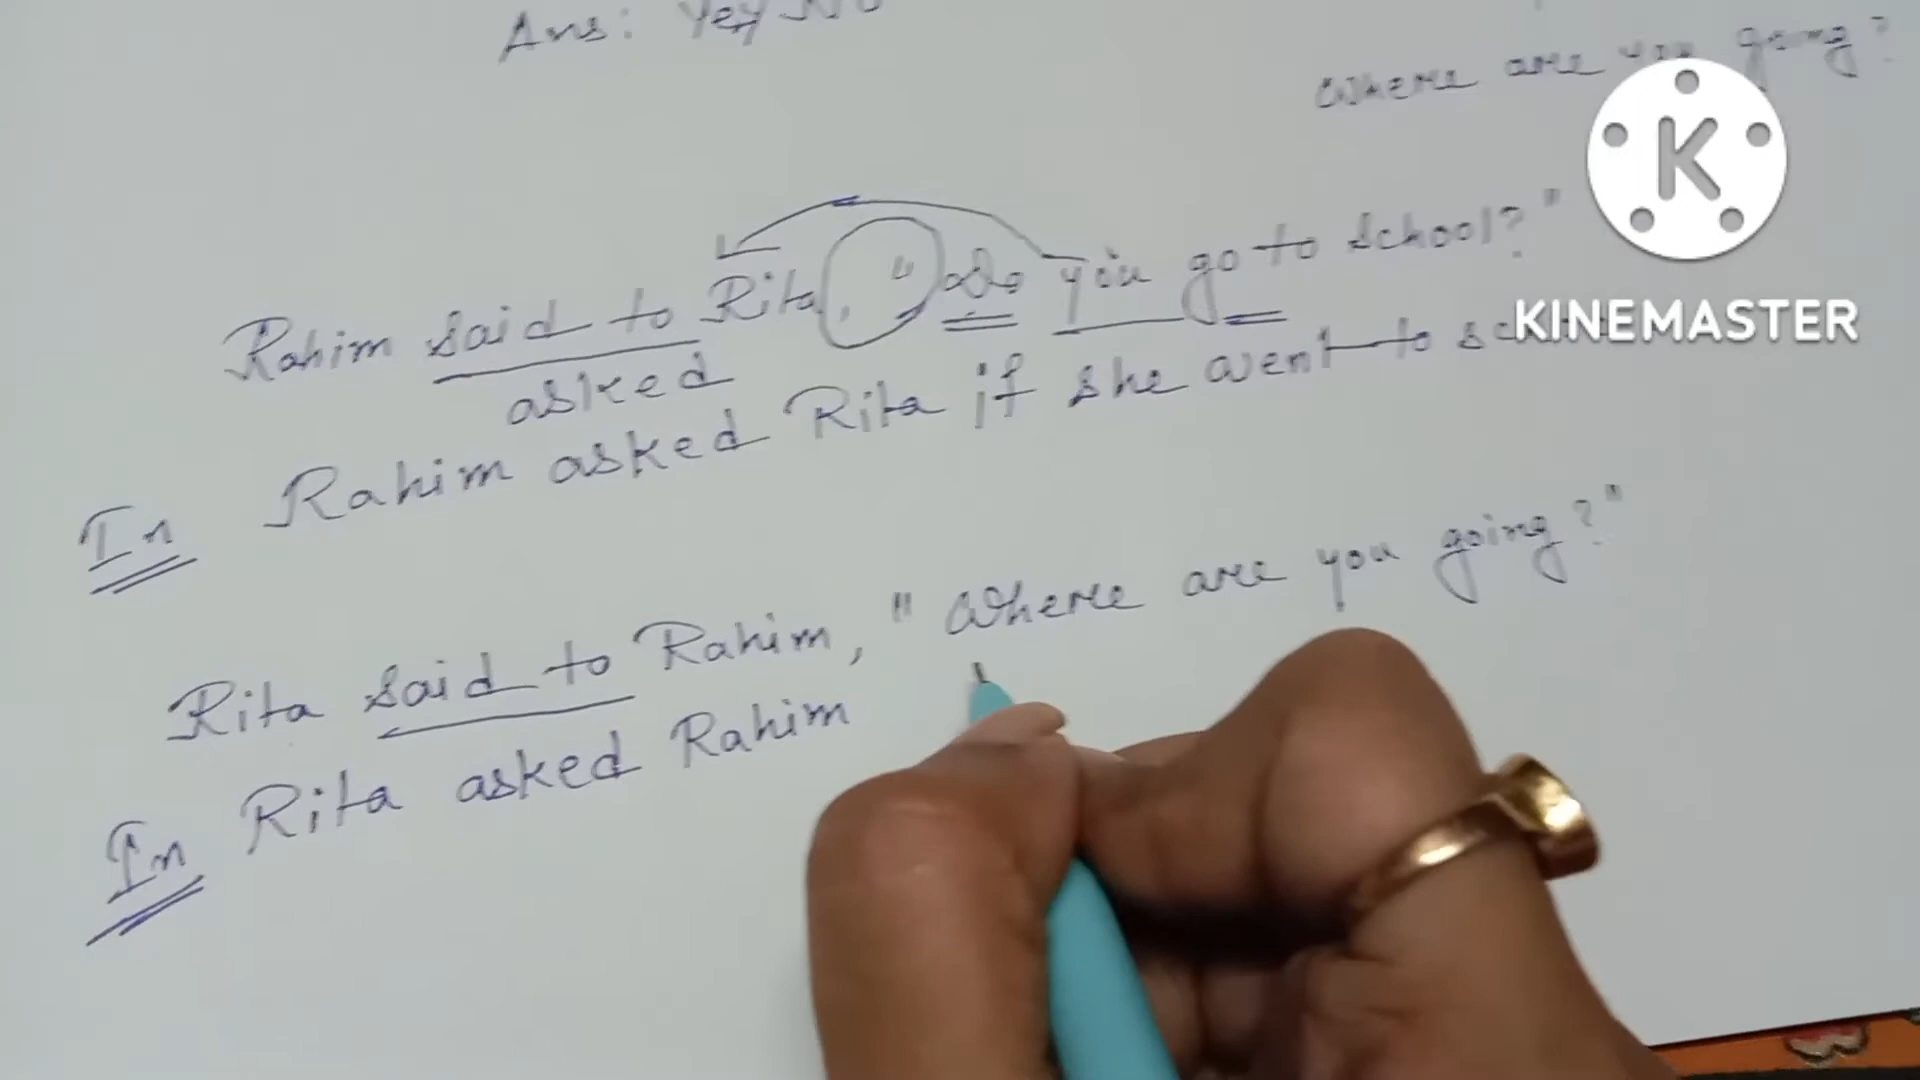 Ans: Yes/No
Where are you going?
Rahim said to Rita, "do you go to school?"
asked
In Rahim asked Rita if she went to
Rita said to Rahim, "Where are you going?"
In Rita asked Rahim
KINEMASTER